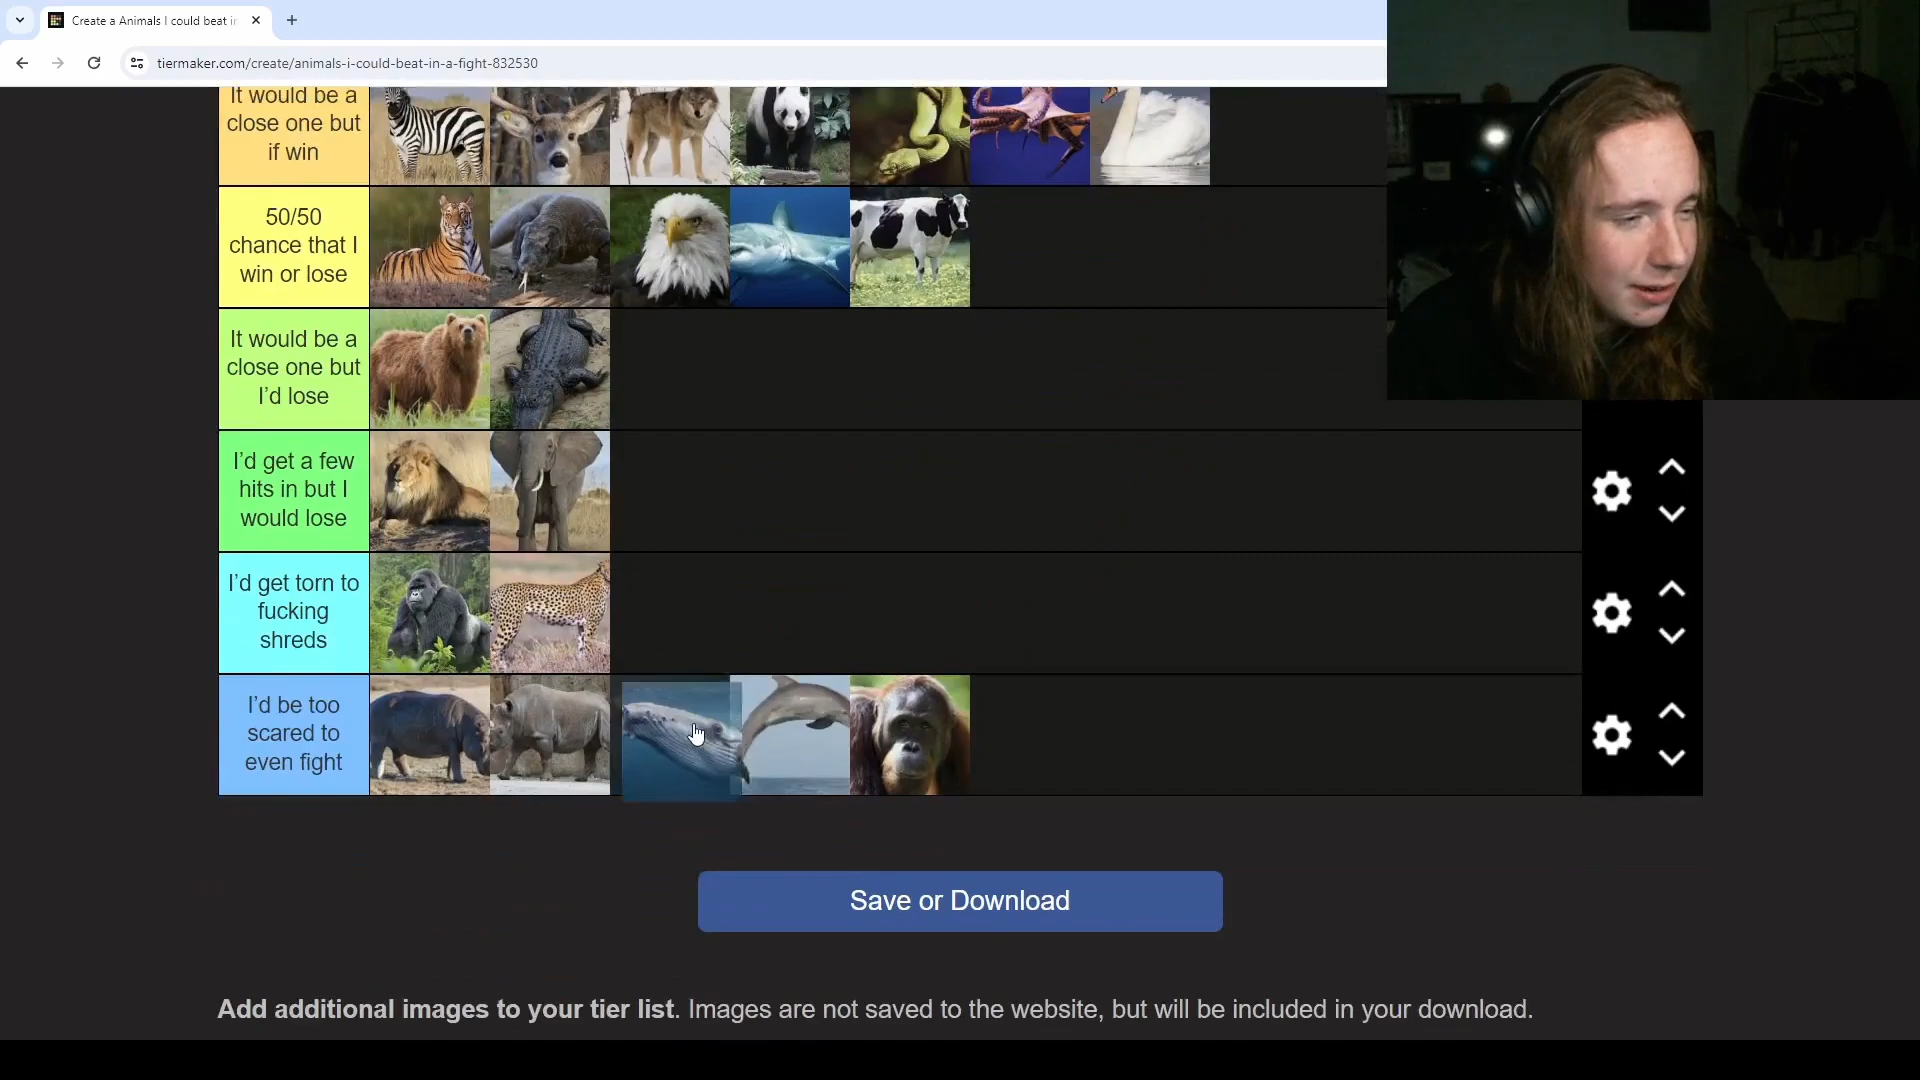 Create a Animals I could beat in
tiermaker.com/create/animals-i-could-beat-in-a-fight-832530
It would be a
close one but
if win
50/50
chance that I
win or lose
It would be a
close one but
I'd lose
I'd get a few
hits in but I
would lose
I'd get torn to
fucking
shreds
I'd be too
scared to
even fight
Save or Download
Add additional images to your tier list. Images are not saved to the website, but will be included in your download.